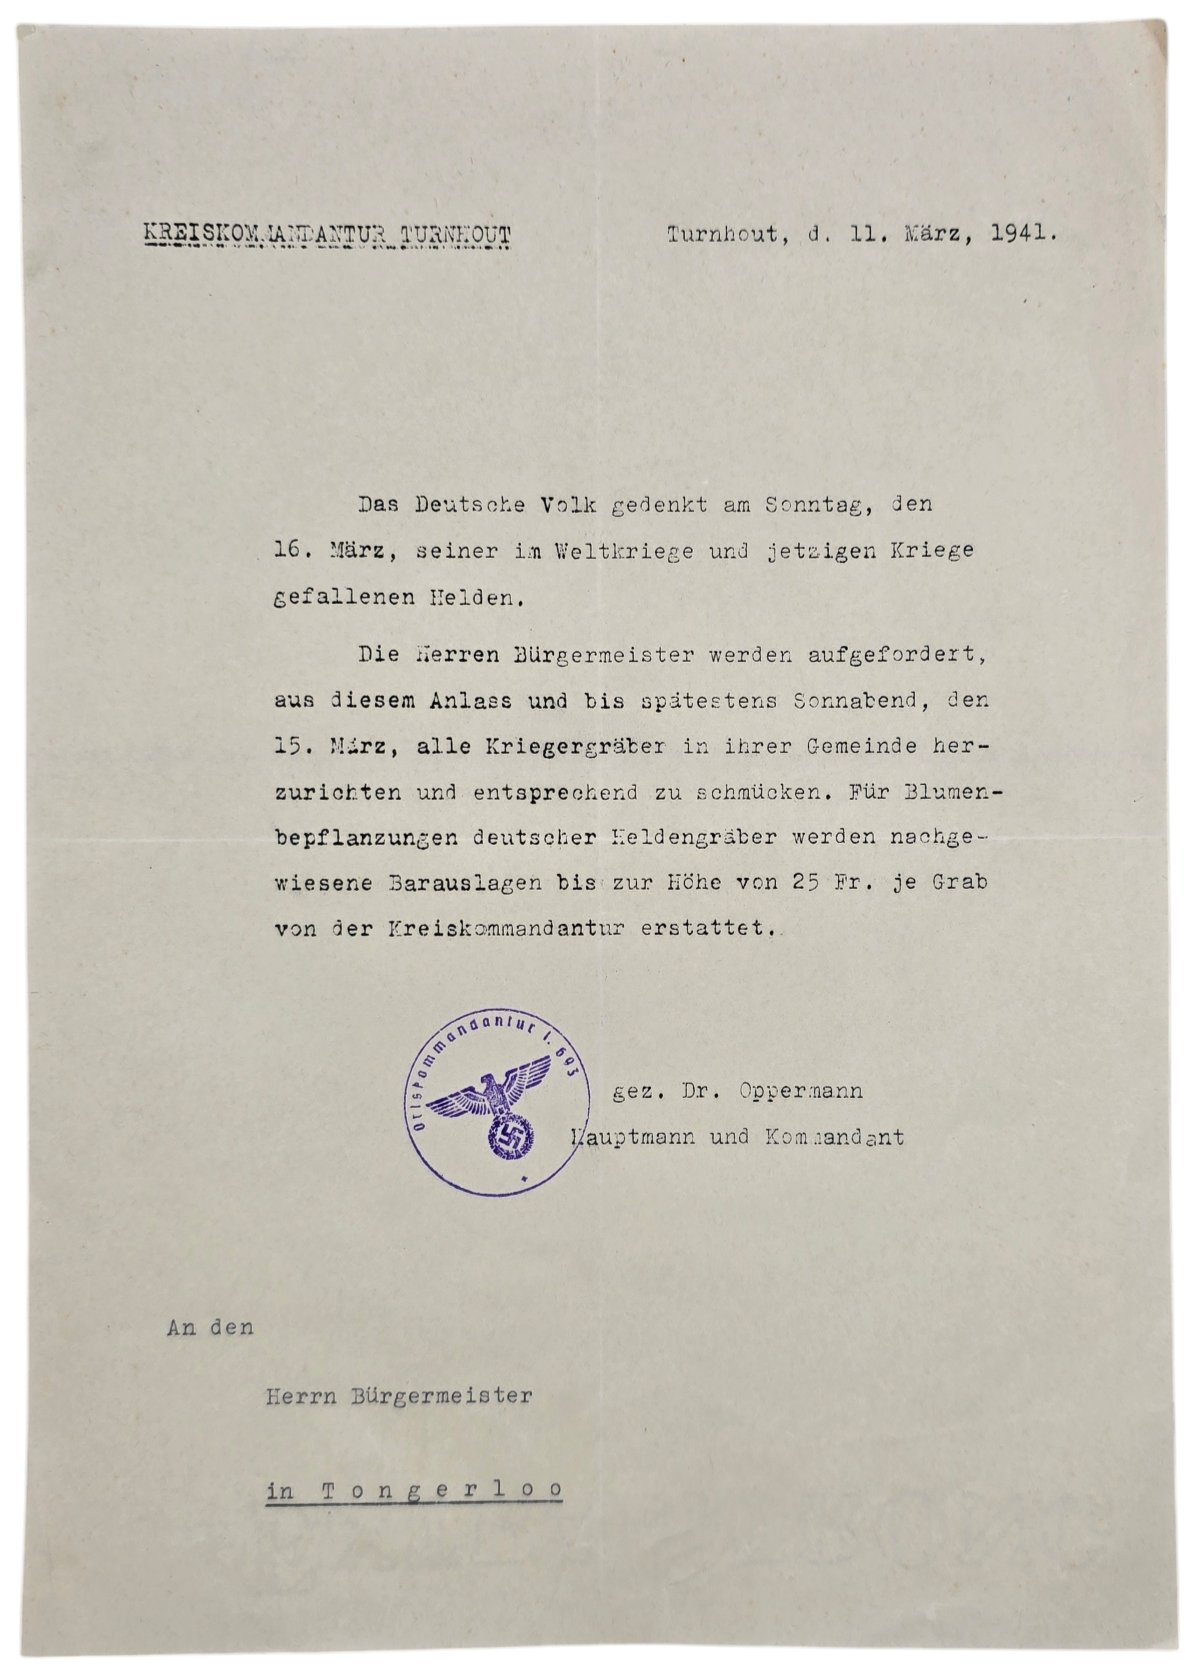 KREISKOMMANDANTUR TURNHOUT
Turnhout, d. 11. März, 1941.
Das Deutsche Volk gedenkt am Sonntag, den
16. März, seiner im Weltkriege und jetzigen Kriege
gefallenen Helden.
Die Herren Bürgermeister werden aufgefordert,
aus diesem Anlass und bis spätestens Sonnabend, den
15. März, alle Kriegergräber in ihrer Gemeinde her-
zurichten und entsprechend zu schmücken. Für Blumen-
bepflanzungen deutscher Heldengräber werden nachge-
wiesene Barauslagen bis zur Höhe von 25 Fr. je Grab
von der Kreiskommandantur erstattet.
Ortskommandantur I. 693
gez. Dr. Oppermann
Hauptmann und Kommandant
An den
Herrn Bürgermeister
in Tongerloo